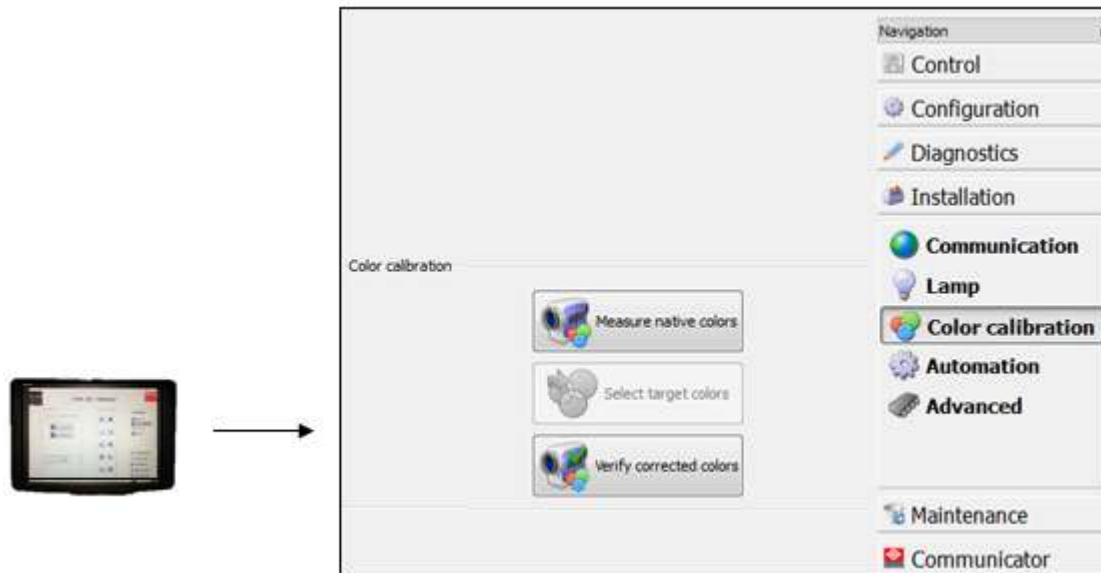 Navigation
Control
Configuration
Diagnostics
Installation
Communication
Lamp
Color calibration
Automation
Advanced
Maintenance
Communicator
Color calibration
Measure native colors
Select target colors
Verify corrected colors